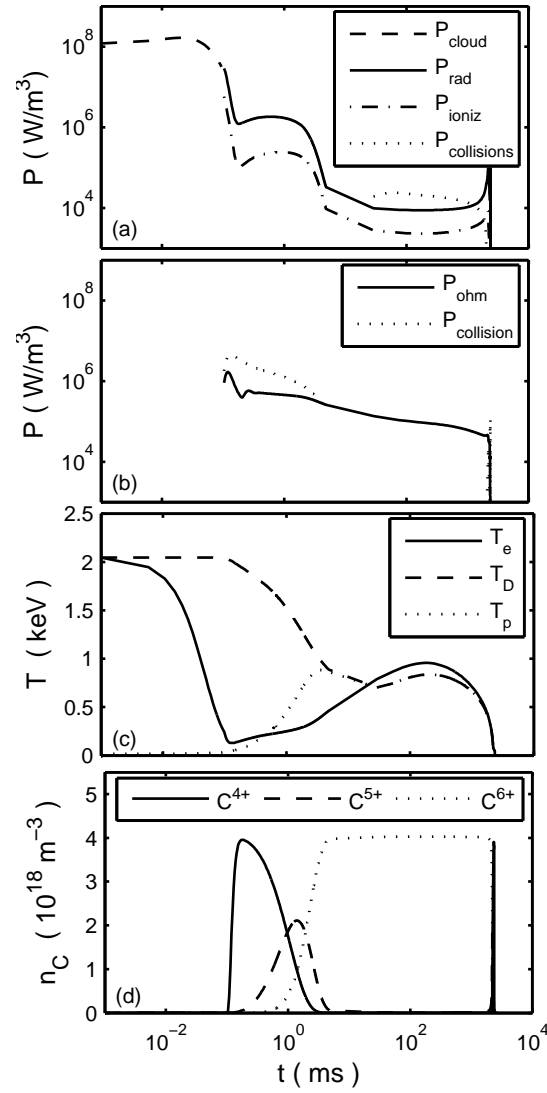 10^8
10^6
10^4
P ( W/m^3)
(a)
P_cloud
P_rad
P_ioniz
P_collisions
10^8
10^6
10^4
P ( W/m^3)
(b)
P_ohm
P_collision
2.5
2
1.5
1
0.5
0
T ( keV)
(c)
T_e
T_D
T_p
5
4
3
2
1
0
n_C ( 10^18 m^-3 )
(d)
C^4+ C^5+ C^6+
10^-2 10^0 10^2 10^4
t ( ms )